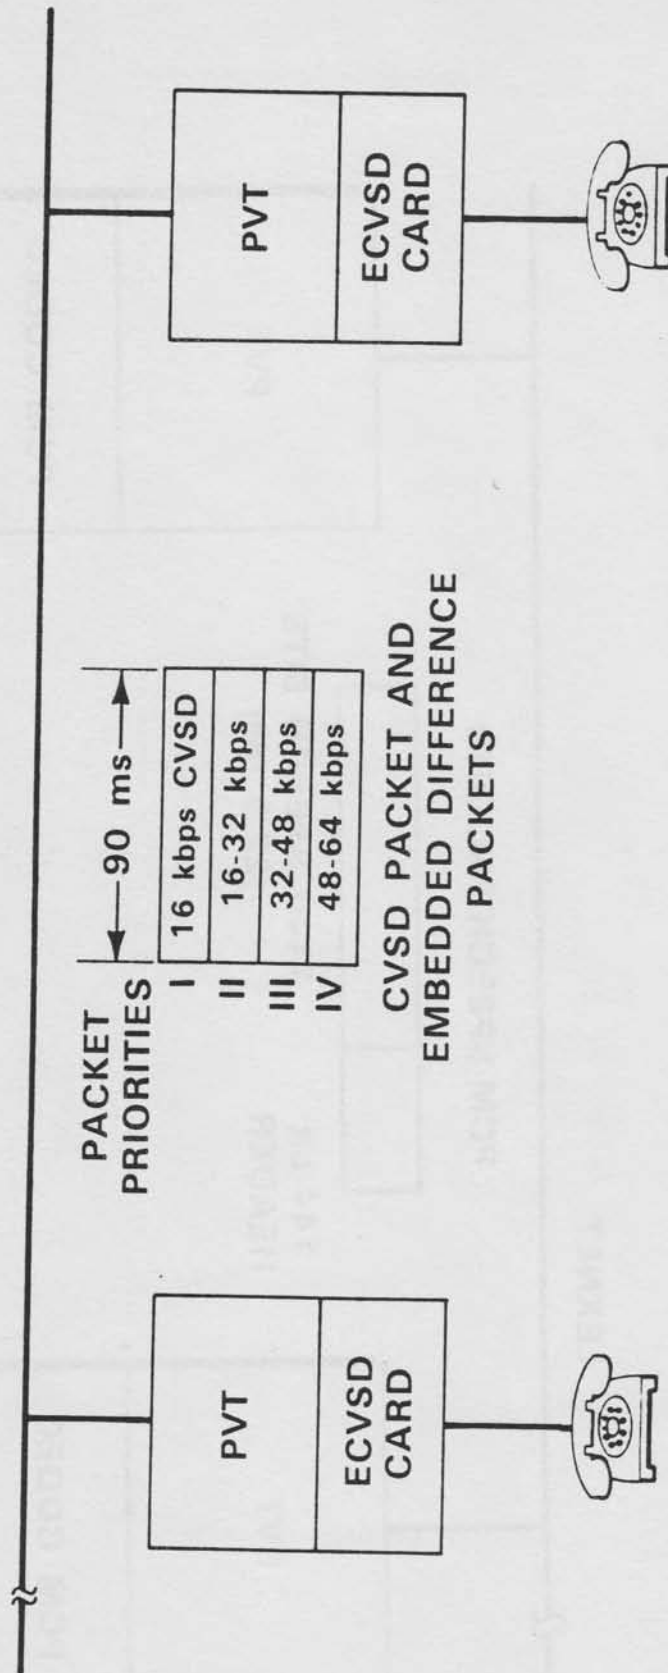 PVT
ECVSD
CARD
PACKET
PRIORITIES
90 ms
I 16 kbps CVSD
II 16-32 kbps
III 32-48 kbps
IV 48-64 kbps
CVSD PACKET AND
EMBEDDED DIFFERENCE
PACKETS
PVT
ECVSD
CARD